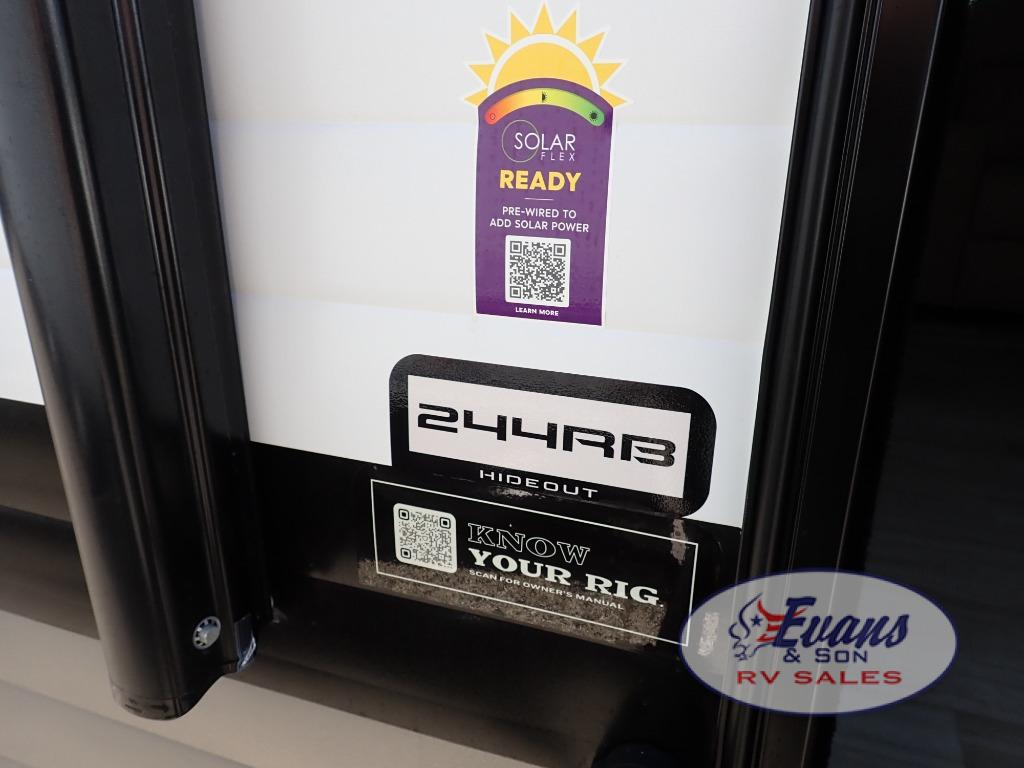 SOLAR
FLEX
READY
PRE-WIRED TO
ADD SOLAR POWER
LEARN MORE
244RB
HIDEOUT
KNOW
YOUR RIG.
SCAN FOR OWNER'S MANUAL
Evans
& SON
RV SALES